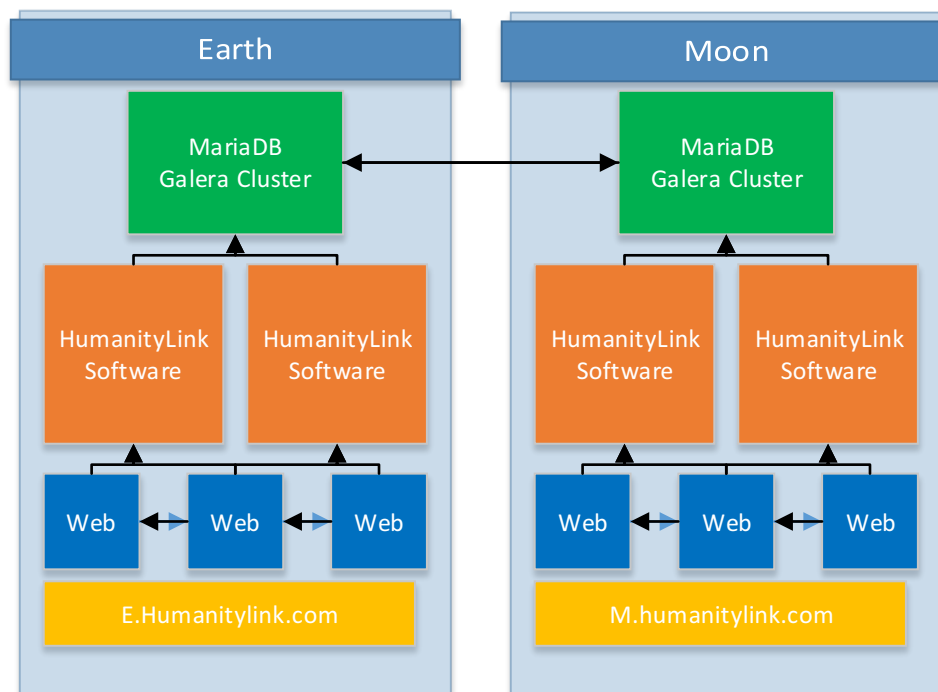 Earth
MariaDB
Galera Cluster
HumanityLink
Software
HumanityLink
Software
Web
Web
Web
E.Humanitylink.com
Moon
MariaDB
Galera Cluster
HumanityLink
Software
HumanityLink
Software
Web
Web
Web
M.humanitylink.com